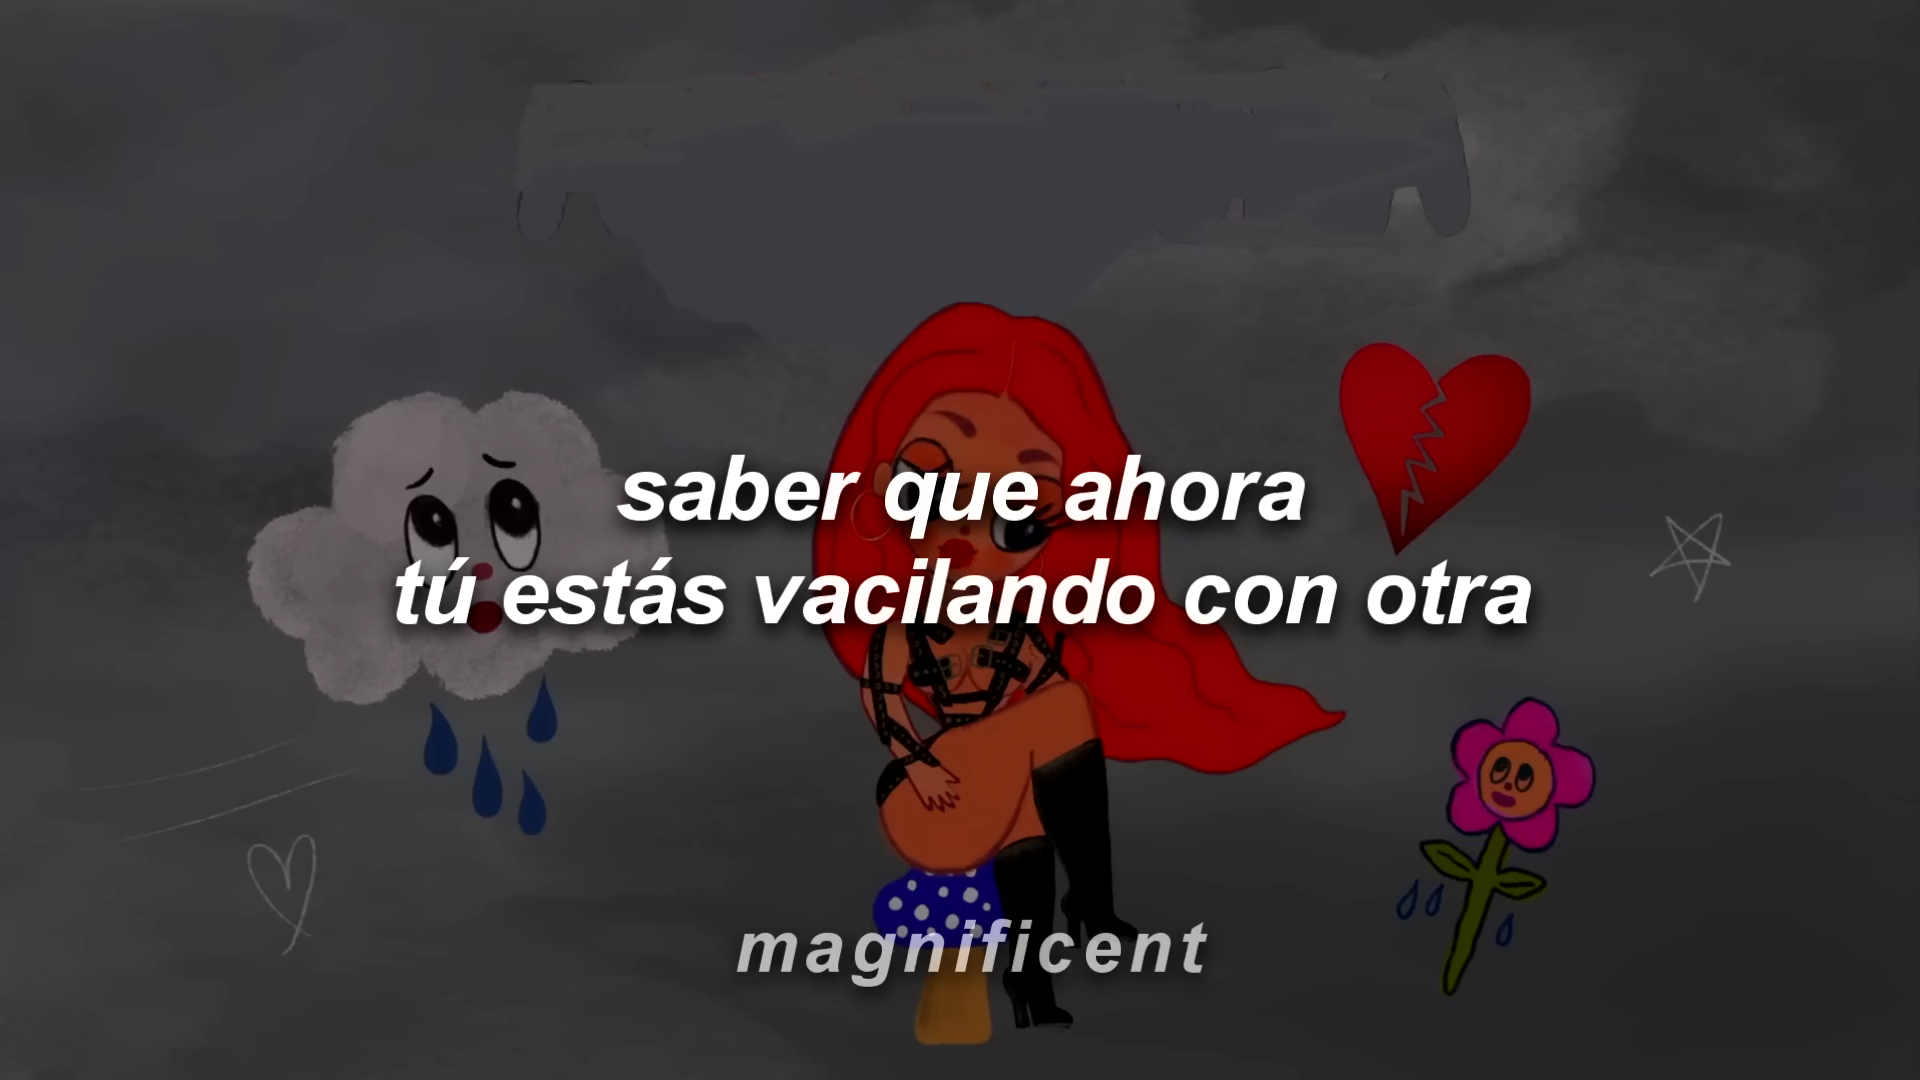 saber que ahora
tú estás vacilando con otra
magnificent